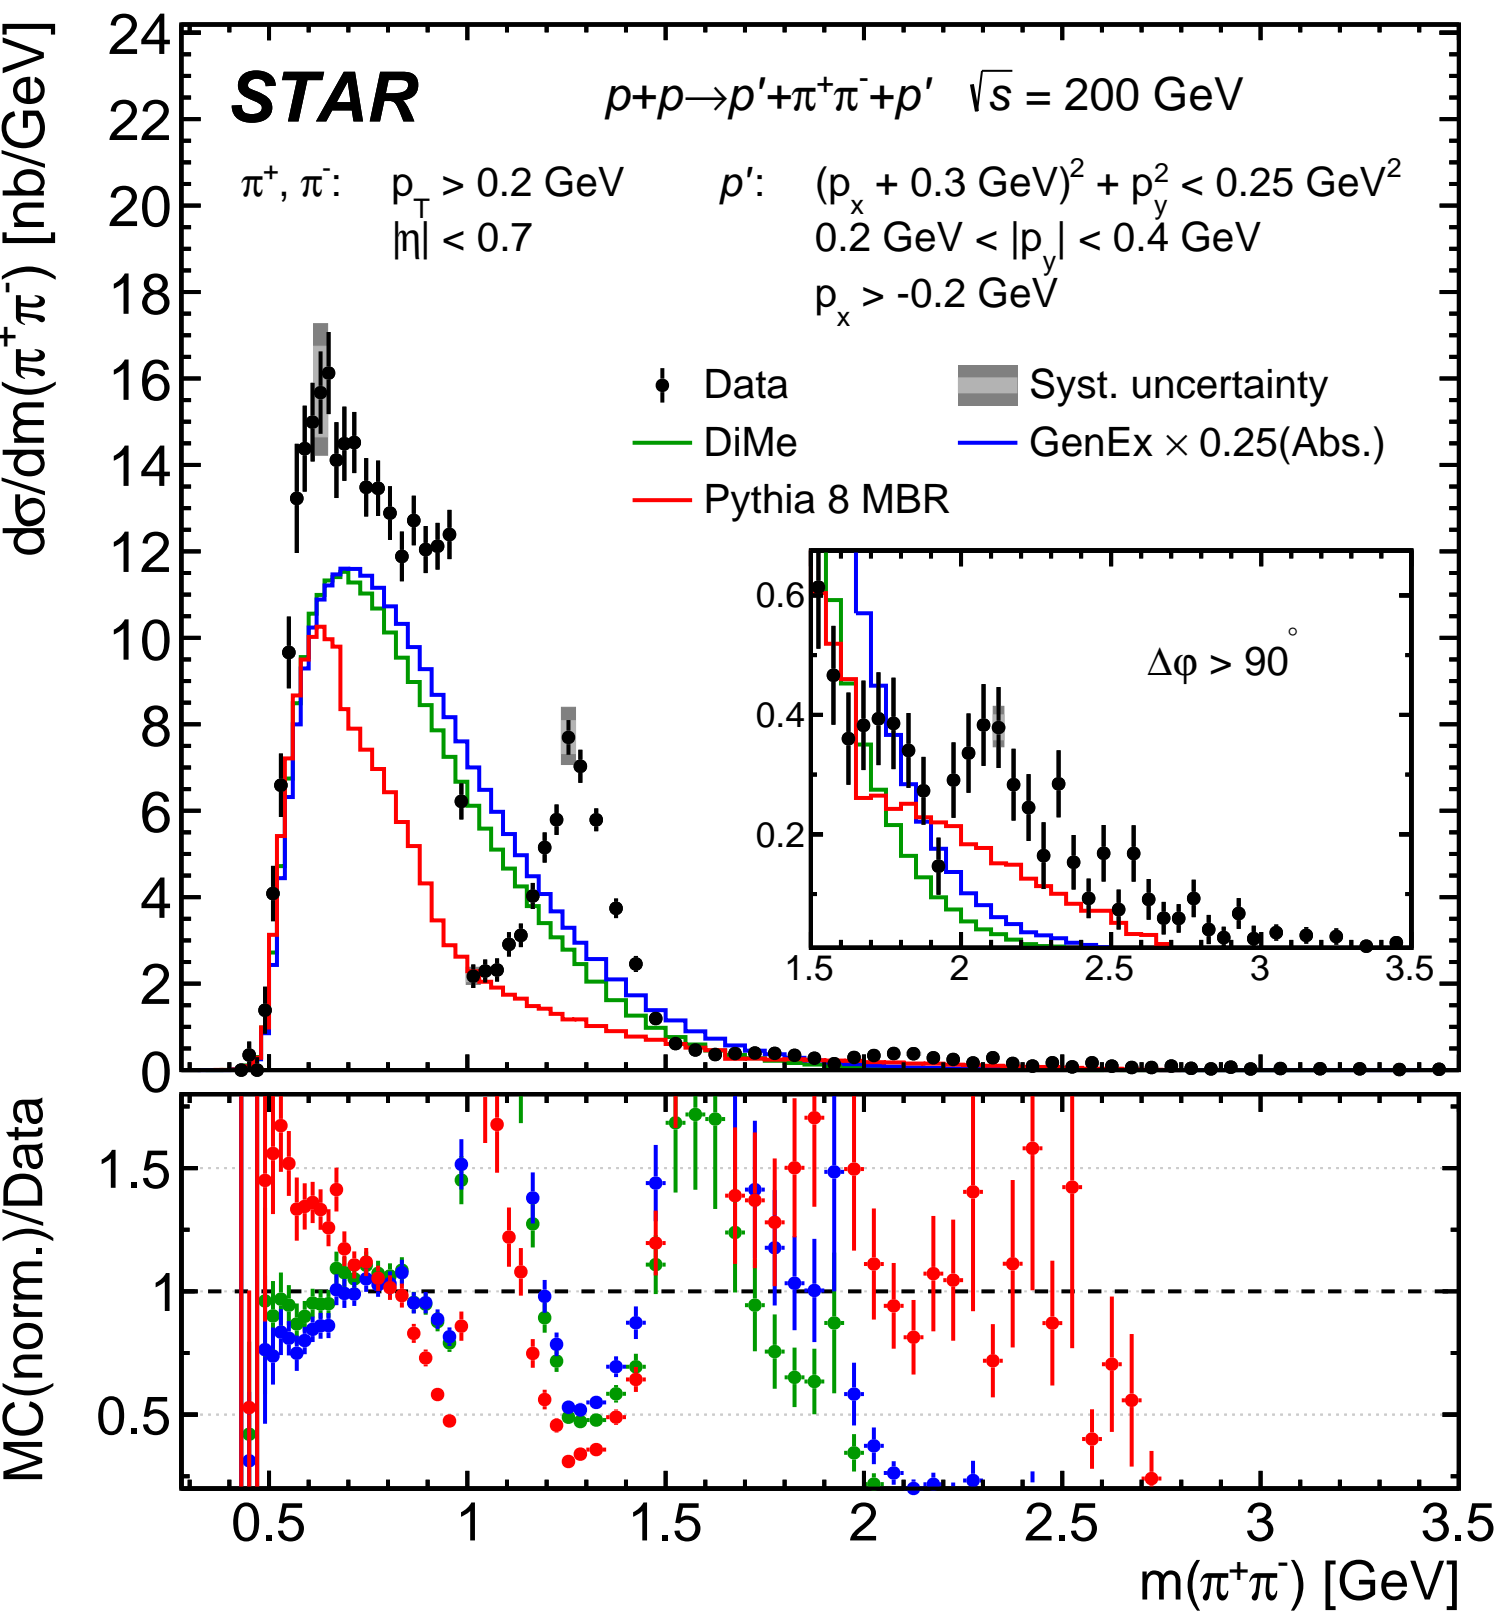 STAR
p+p→p′+π⁺π⁻+p′ √s = 200 GeV
π⁺, π⁻: p_T > 0.2 GeV
|η| < 0.7
p′: (p_x + 0.3 GeV)² + p_y² < 0.25 GeV²
0.2 GeV < |p_y| < 0.4 GeV
p_x > -0.2 GeV
Data
Syst. uncertainty
DiMe
GenEx × 0.25(Abs.)
Pythia 8 MBR
dσ/dm(π⁺π⁻) [nb/GeV]
24
22
20
18
16
14
12
10
8
6
4
2
0
Δφ > 90°
0.6
0.4
0.2
1.5 2 2.5 3 3.5
MC(norm.)/Data
1.5
1
0.5
0.5 1 1.5 2 2.5 3 3.5
m(π⁺π⁻) [GeV]